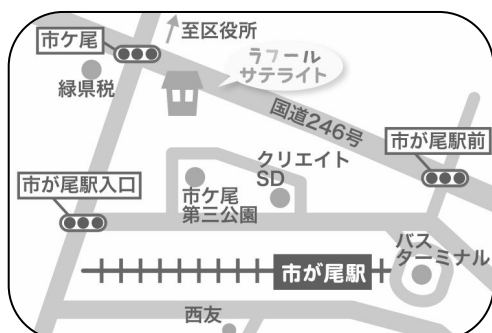 至区役所
市ケ尾
ラフール
サテライト
緑県税
国道246号
市が尾駅前
クリエイト
SD
市が尾駅入口
市ケ尾
第三公園
バス
ターミナル
市が尾駅
西友